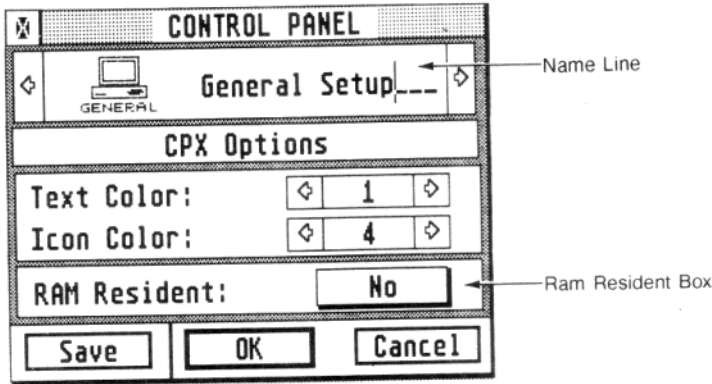 CONTROL PANEL
GENERAL
General Setup___
Name Line
CPX Options
Text Color: 1
Icon Color: 4
RAM Resident: No
Ram Resident Box
Save OK Cancel